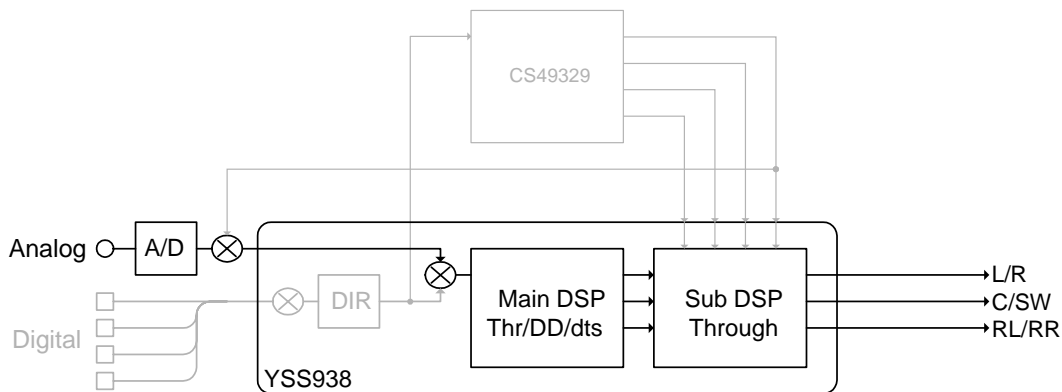 CS49329
Analog
A/D
DIR
Digital
Main DSP
Thr/DD/dts
Sub DSP
Through
L/R
C/SW
RL/RR
YSS938